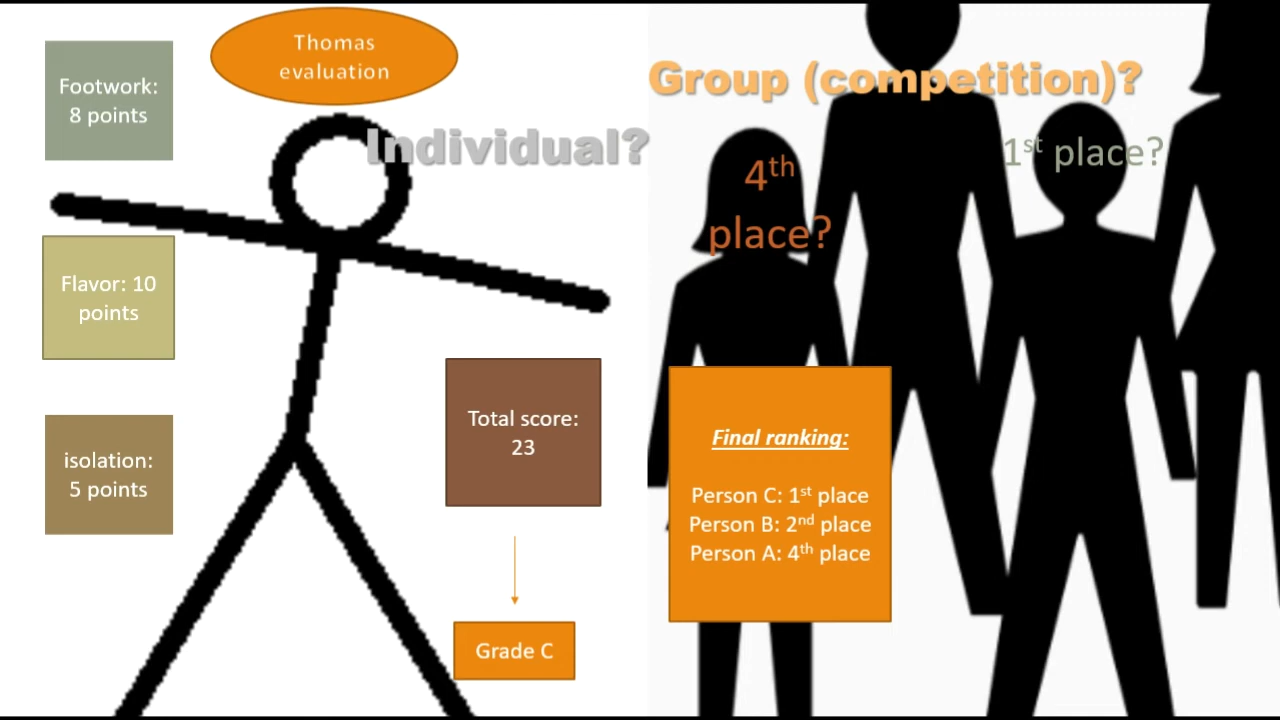 Thomas
evaluation
Footwork:
8 points
Individual?
Flavor: 10
points
isolation:
5 points
Total score:
23
Grade C
Group (competition)?
4th
place?
1st place?
Final ranking:
Person C: 1st place
Person B: 2nd place
Person A: 4th place